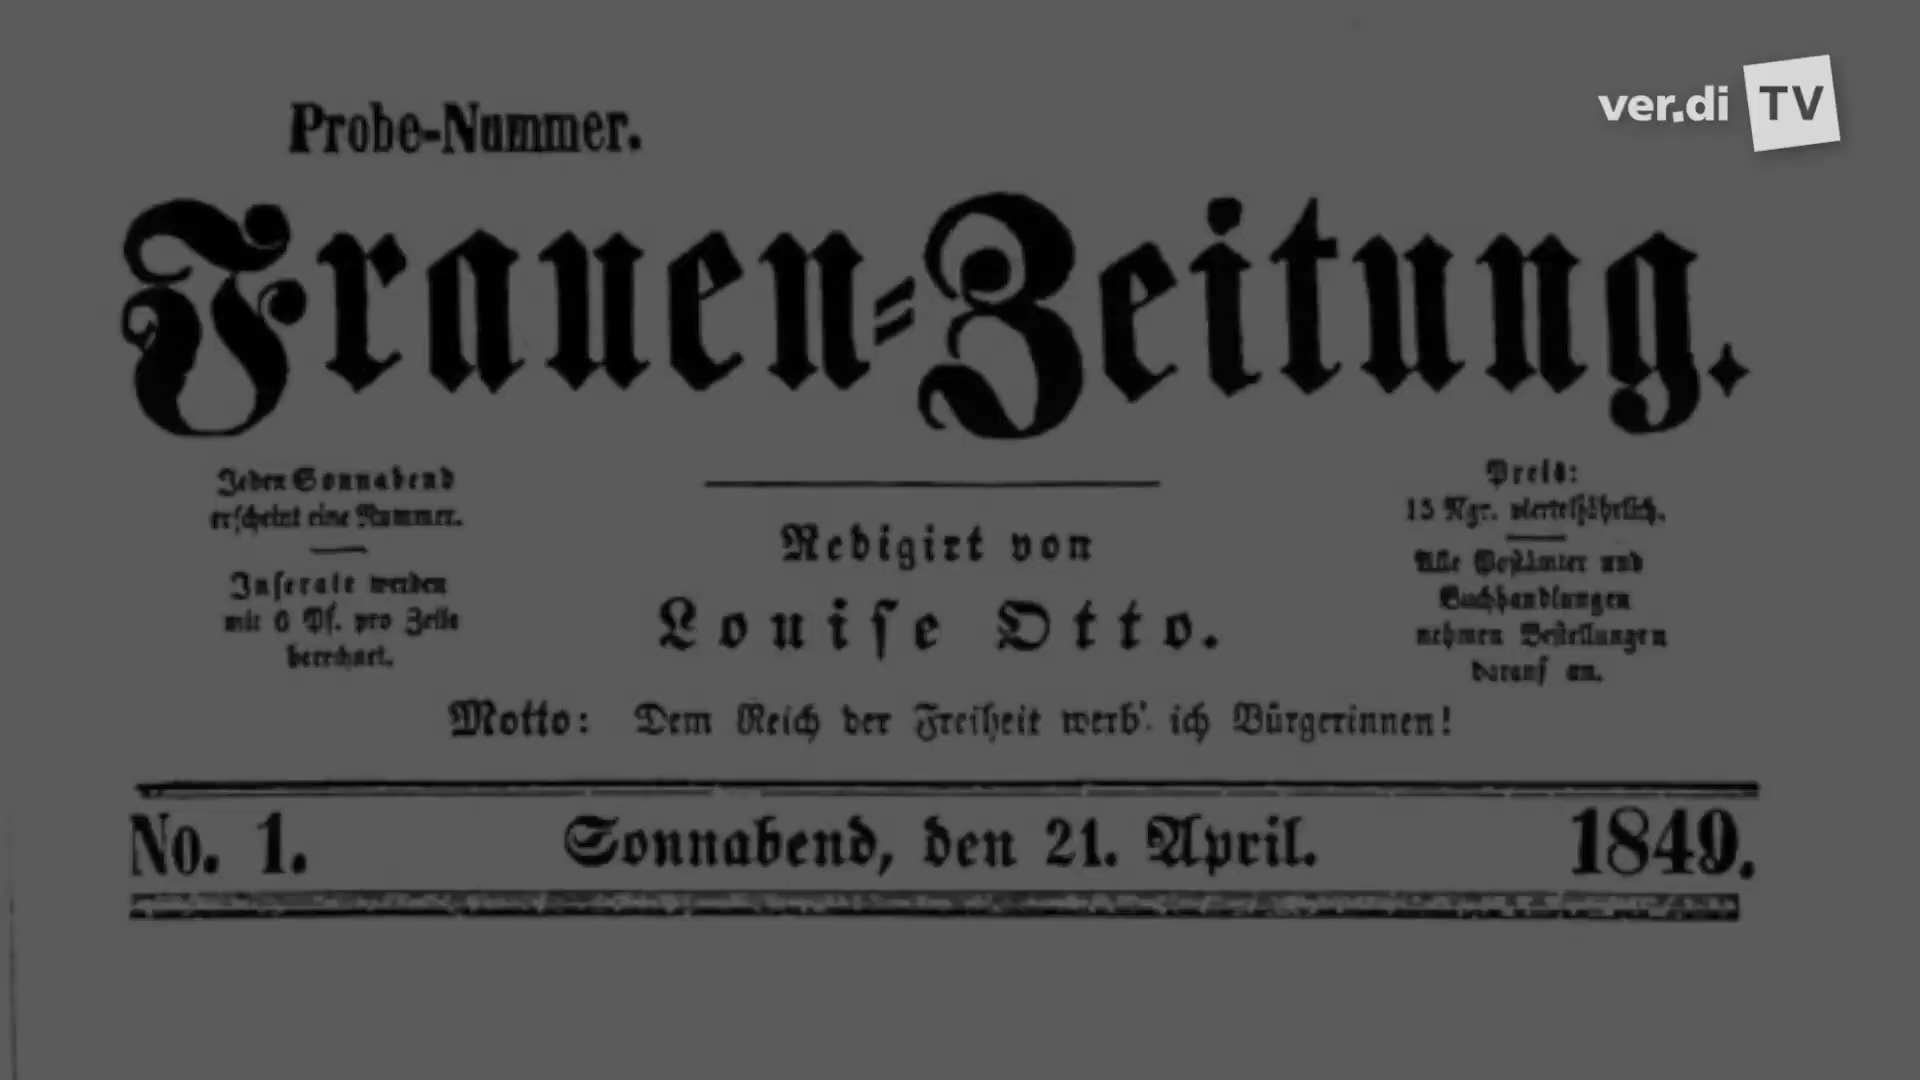 ver.di TV
Probe-Nummer.
Frauen-Zeitung.
Jeden Sonnabend
erscheint eine Nummer.
Inserate werden
mit 6 Pf. pro Zeile
berechnet.
Redigirt von
Louise Otto.
Preis:
15 Ngr. vierteljährlich.
Alle Postämter und
Buchhandlungen
nehmen Bestellungen
darauf an.
Motto: Dem Reich der Freiheit werb' ich Bürgerinnen!
No. 1. Sonnabend, den 21. April. 1849.